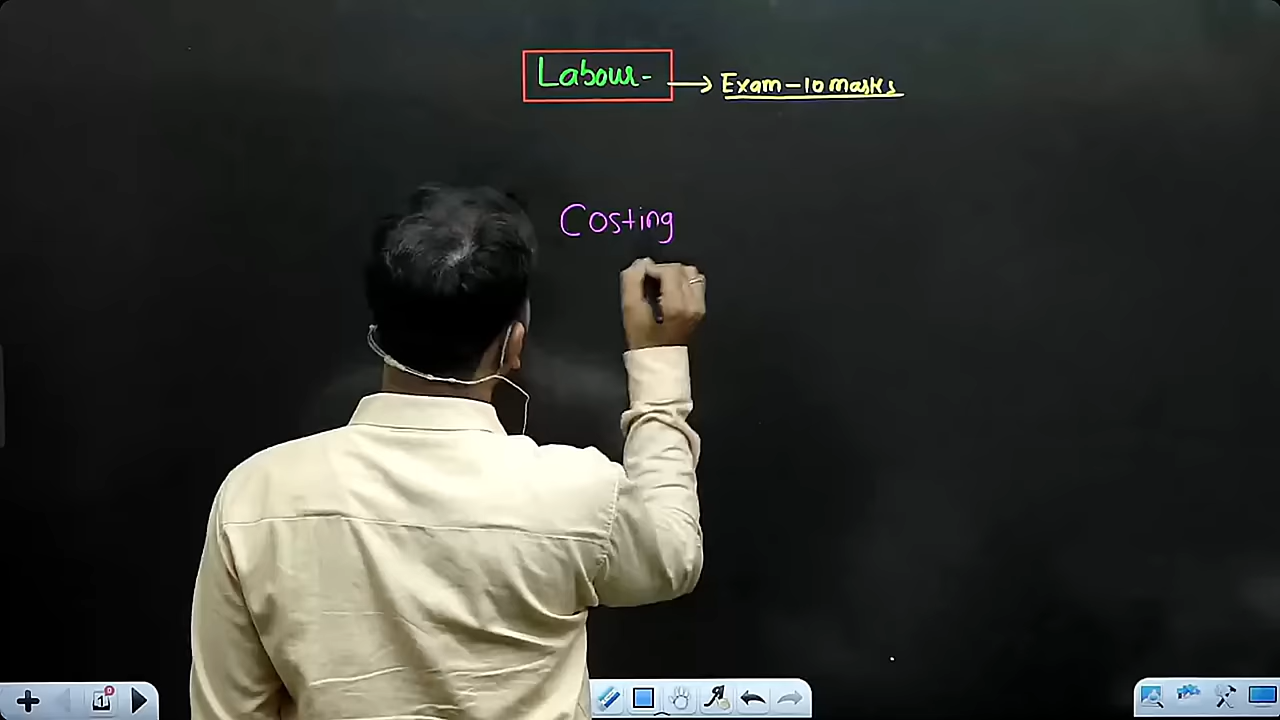 Labour- → Exam-10 marks
Costing